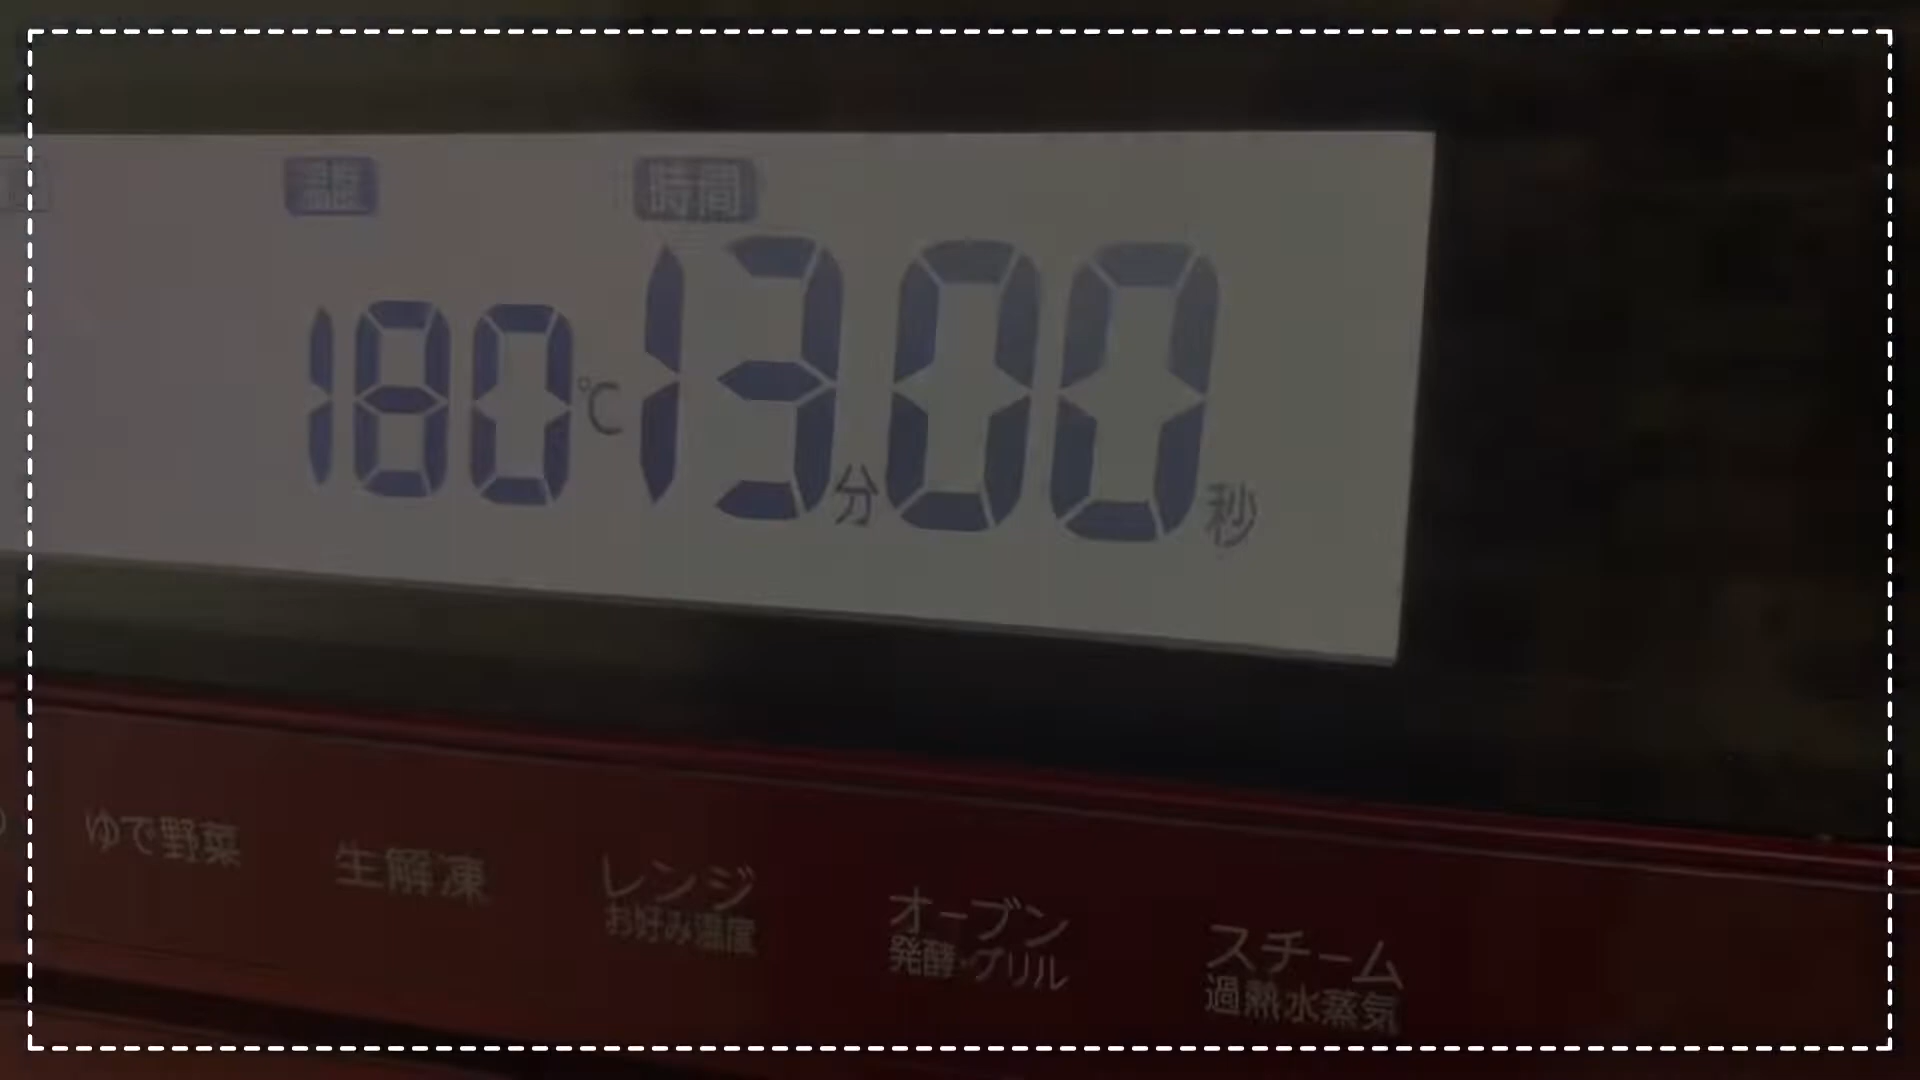 温度 時間
180℃ 13分00秒
ゆで野菜 生解凍 レンジ オーブン スチーム
お好み温度 発酵・グリル 過熱水蒸気